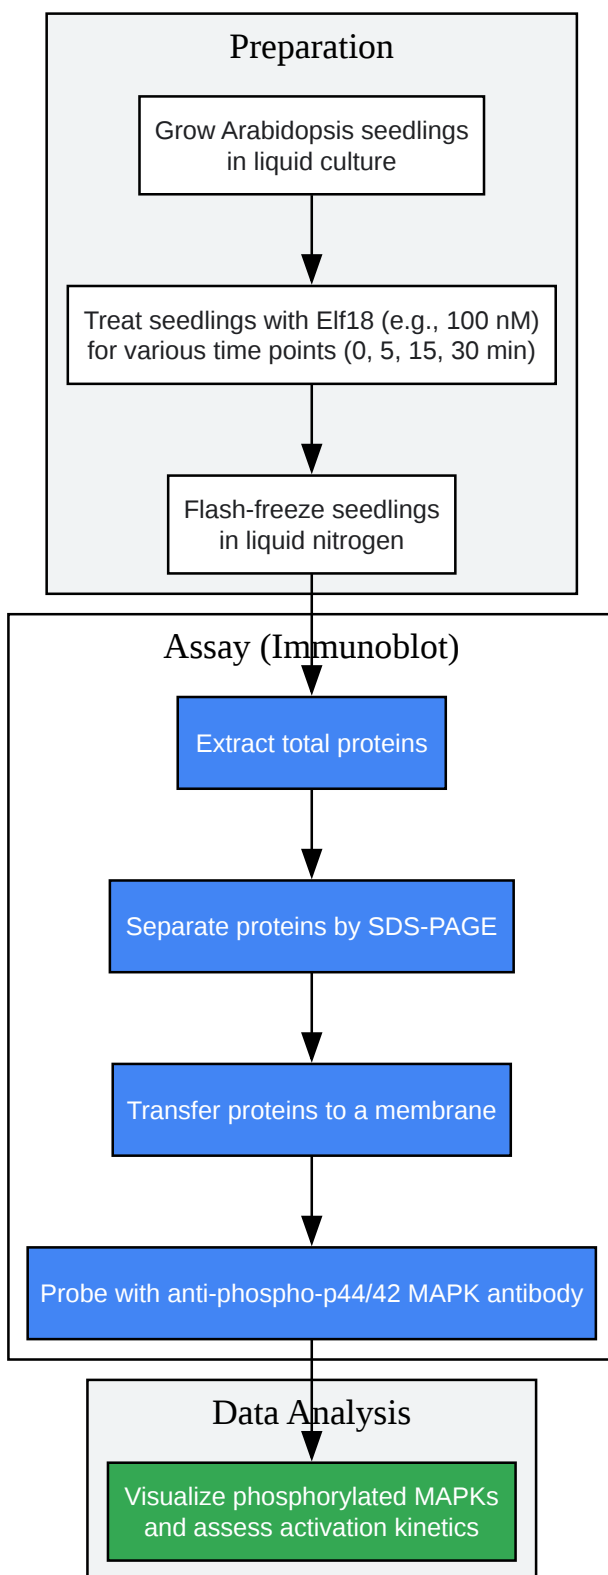 Preparation
Grow Arabidopsis seedlings
in liquid culture
Treat seedlings with Elf18 (e.g., 100 nM)
for various time points (0, 5, 15, 30 min)
Flash-freeze seedlings
in liquid nitrogen
Assay (Immunoblot)
Extract total proteins
Separate proteins by SDS-PAGE
Transfer proteins to a membrane
Probe with anti-phospho-p44/42 MAPK antibody
Data Analysis
Visualize phosphorylated MAPKs
and assess activation kinetics